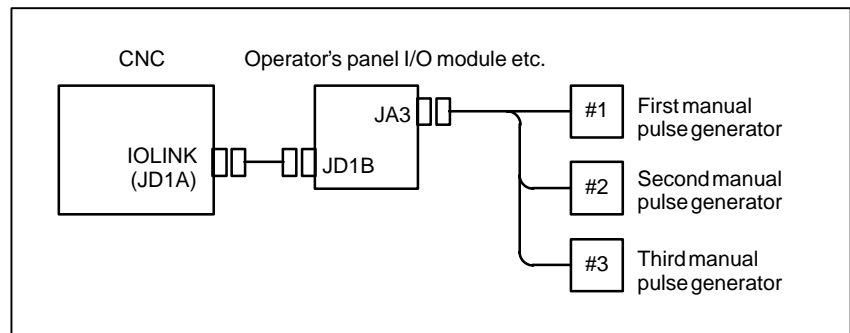 CNC
Operator's panel I/O module etc.
IOLINK
(JD1A)
JD1B
JA3
#1
First manual
pulse generator
#2
Second manual
pulse generator
#3
Third manual
pulse generator